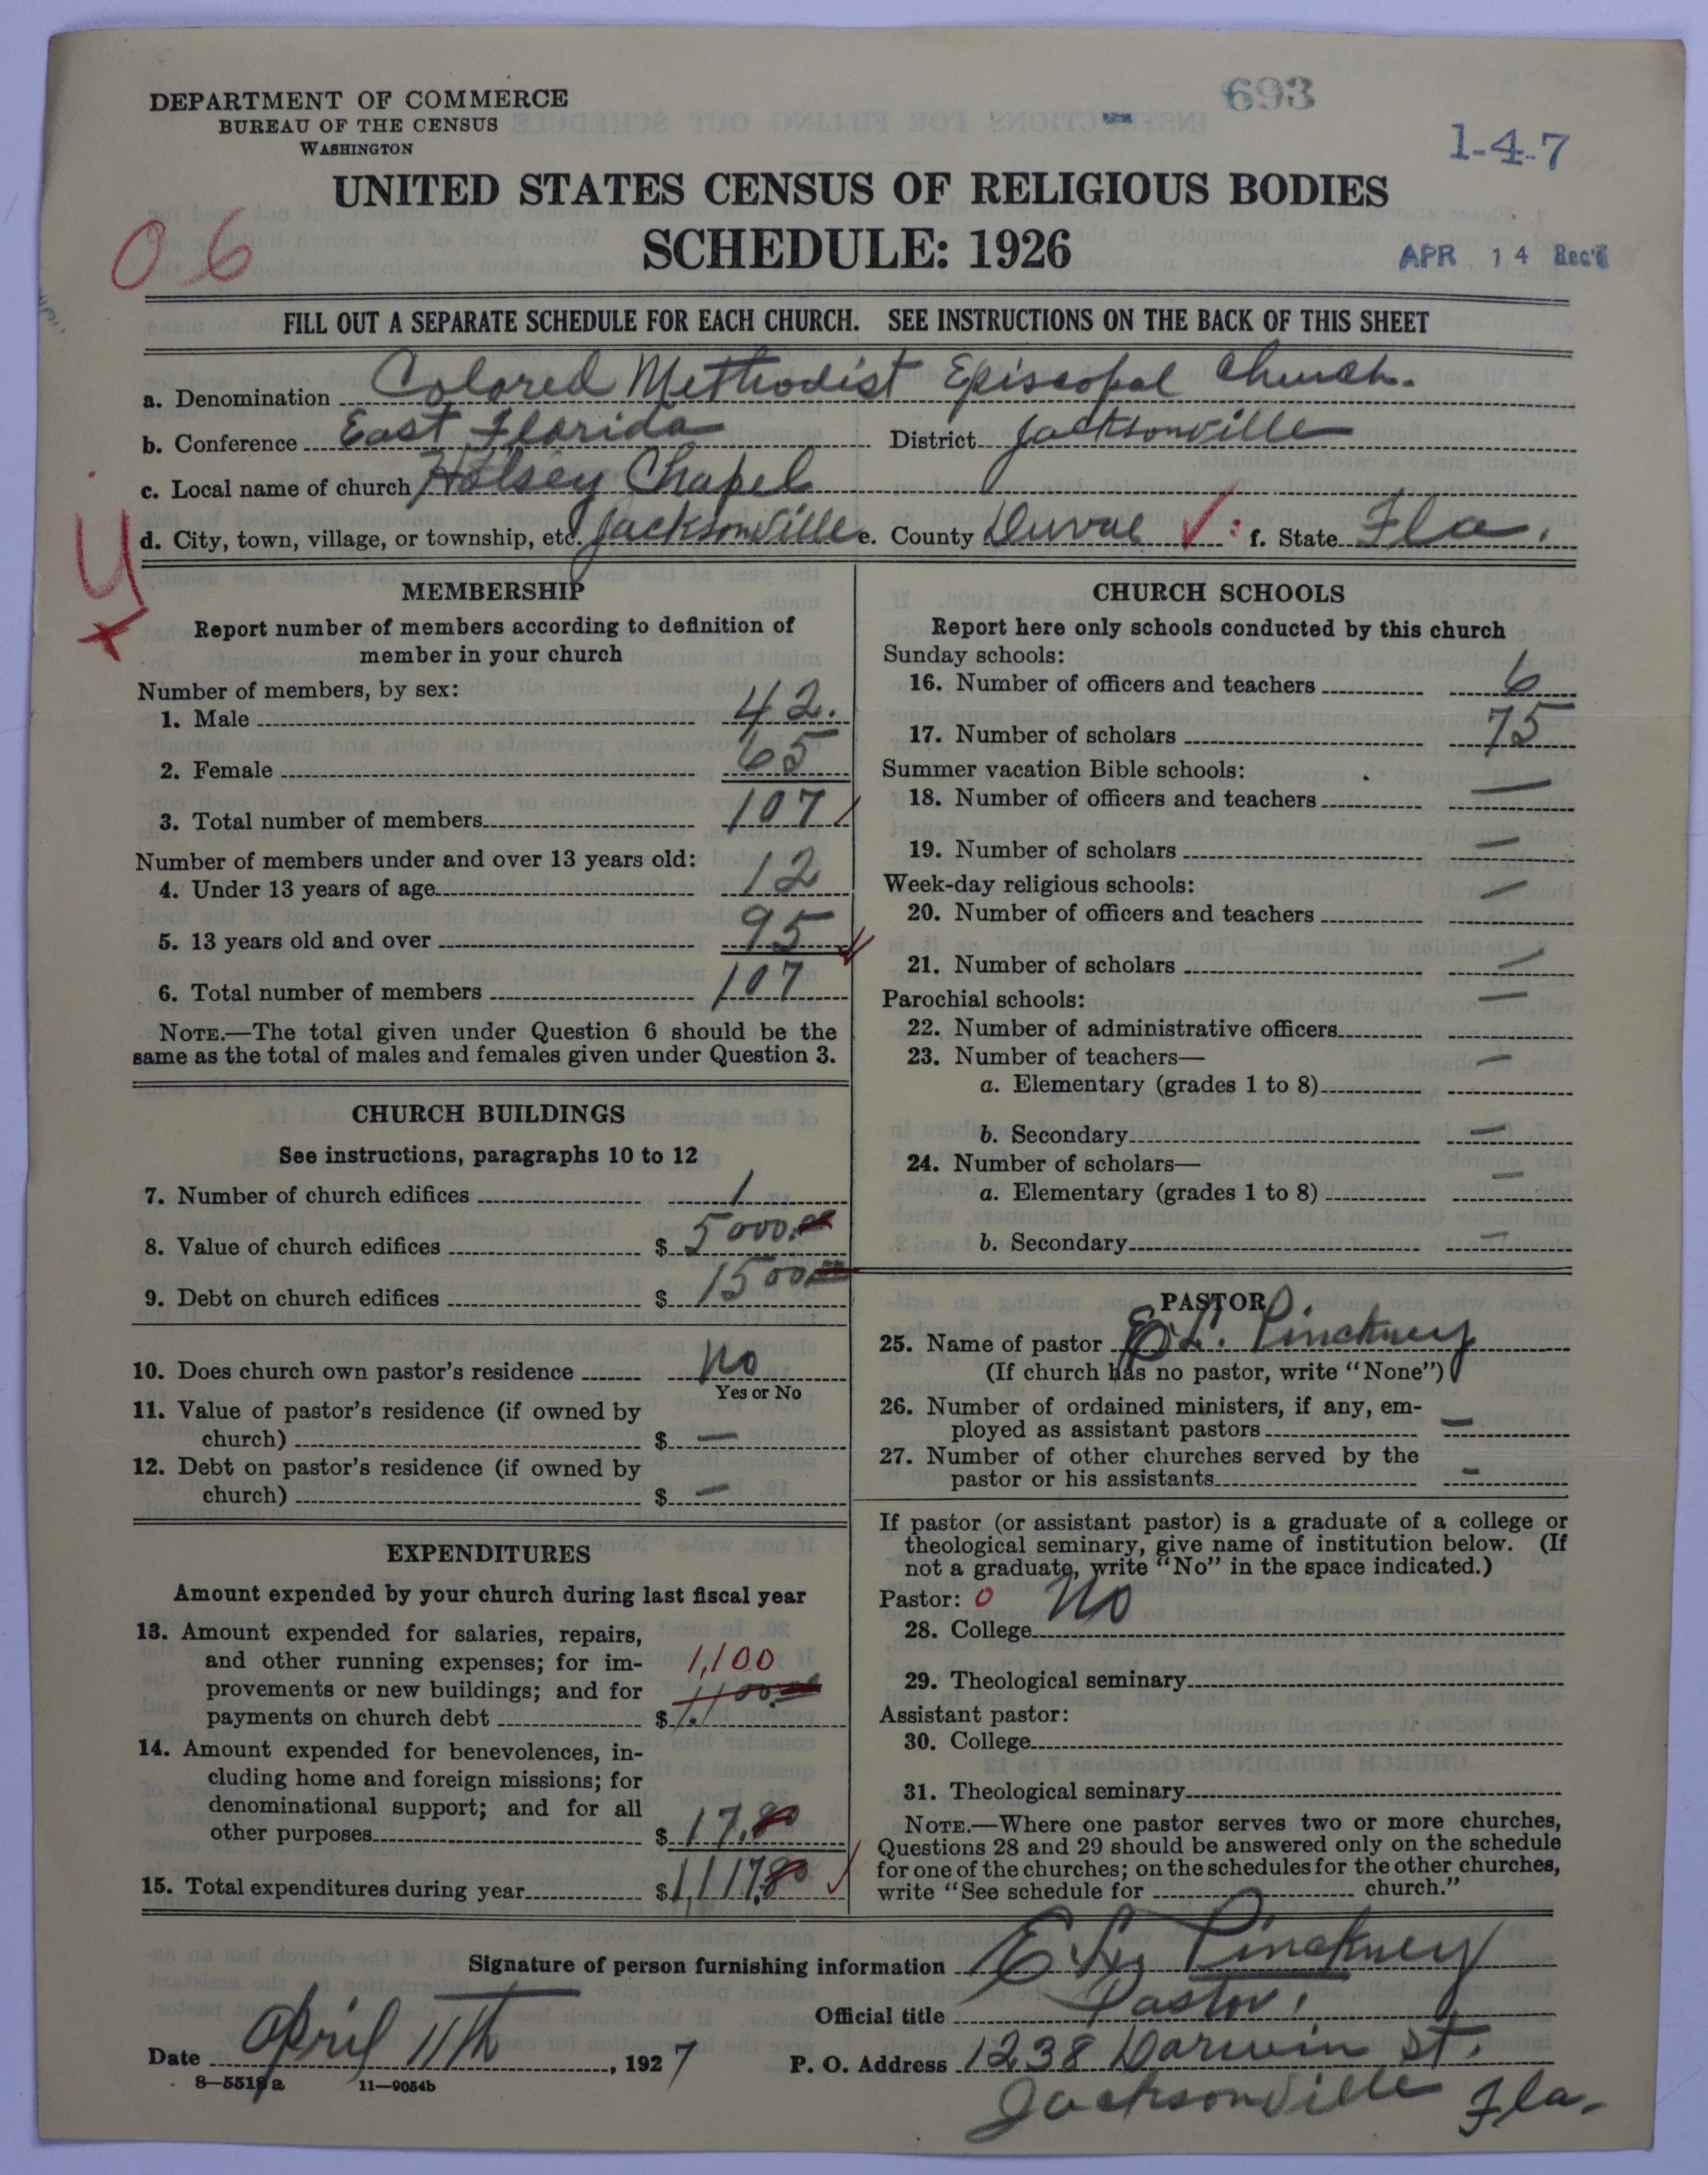 693
DEPARTMENT OF COMMERCE
BUREAU OF THE CENSUS
WASHINGTON
1-4-7
UNITED STATES CENSUS OF RELIGIOUS BODIES
SCHEDULE: 1926
06
APR 14 Rec'd
FILL OUT A SEPARATE SCHEDULE FOR EACH CHURCH. SEE INSTRUCTIONS ON THE BACK OF THIS SHEET
a. Denomination Colored Methodist Episcopal Church.
b. Conference East Florida District Jacksonville
c. Local name of church Holsey Chapel
d. City, town, village, or township, etc. Jacksonville e. County Duval f. State Fla.
MEMBERSHIP
Report number of members according to definition of
member in your church
Number of members, by sex:
1. Male 42.
2. Female 65
3. Total number of members 107
Number of members under and over 13 years old:
4. Under 13 years of age 12
5. 13 years old and over 95
6. Total number of members 107
NOTE.—The total given under Question 6 should be the
same as the total of males and females given under Question 3.
CHURCH BUILDINGS
See instructions, paragraphs 10 to 12
7. Number of church edifices 1
8. Value of church edifices $ 5000.00
9. Debt on church edifices $ 1500.00
10. Does church own pastor's residence No
Yes or No
11. Value of pastor's residence (if owned by
church) $ —
12. Debt on pastor's residence (if owned by
church) $ —
EXPENDITURES
Amount expended by your church during last fiscal year
13. Amount expended for salaries, repairs,
and other running expenses; for im- 1,100
provements or new buildings; and for 1100.00
payments on church debt $
14. Amount expended for benevolences, in-
cluding home and foreign missions; for
denominational support; and for all
other purposes $ 17.80
15. Total expenditures during year $1,117.80
CHURCH SCHOOLS
Report here only schools conducted by this church
Sunday schools:
16. Number of officers and teachers 6
17. Number of scholars 75
Summer vacation Bible schools:
18. Number of officers and teachers —
19. Number of scholars —
Week-day religious schools:
20. Number of officers and teachers —
21. Number of scholars —
Parochial schools:
22. Number of administrative officers —
23. Number of teachers—
a. Elementary (grades 1 to 8) —
b. Secondary —
24. Number of scholars—
a. Elementary (grades 1 to 8) —
b. Secondary —
PASTOR
25. Name of pastor E. L. Pinckney
(If church has no pastor, write "None")
26. Number of ordained ministers, if any, em-
ployed as assistant pastors —
27. Number of other churches served by the
pastor or his assistants -
If pastor (or assistant pastor) is a graduate of a college or
theological seminary, give name of institution below. (If
not a graduate, write "No" in the space indicated.)
Pastor: 0 No
28. College
29. Theological seminary
Assistant pastor:
30. College
31. Theological seminary
NOTE.—Where one pastor serves two or more churches,
Questions 28 and 29 should be answered only on the schedule
for one of the churches; on the schedules for the other churches,
write "See schedule for church."
Signature of person furnishing information E L Pinckney
Official title Pastor.
Date April 11th, 1927 P. O. Address 1238 Darwin St.
8—5518a 11—9054b
Jacksonville Fla.